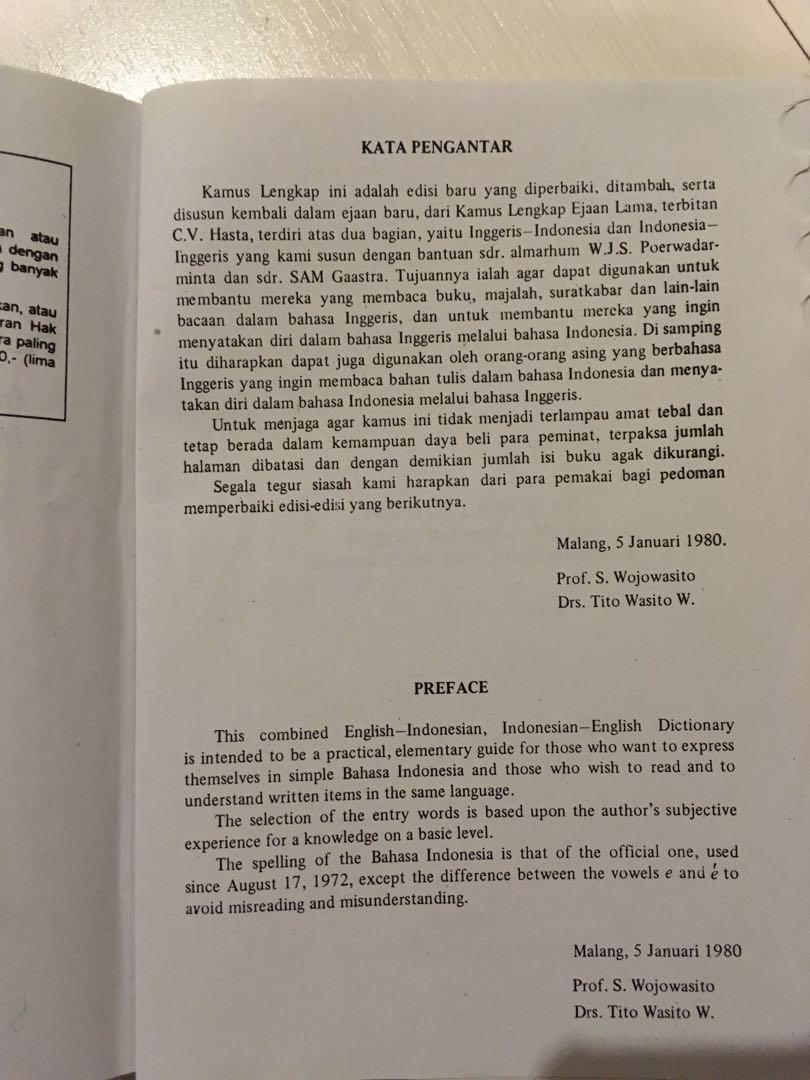 atau
dengan
banyak
atau
Hak
paling
(lima
KATA PENGANTAR
Kamus Lengkap ini adalah edisi baru yang diperbaiki, ditambah, serta
disusun kembali dalam ejaan baru, dari Kamus Lengkap Ejaan Lama, terbitan
C.V. Hasta, terdiri atas dua bagian, yaitu Inggeris—Indonesia dan Indonesia—
Inggeris yang kami susun dengan bantuan sdr. almarhum W.J.S. Poerwadar-
minta dan sdr. SAM Gaastra. Tujuannya ialah agar dapat digunakan untuk
membantu mereka yang membaca buku, majalah, suratkabar dan lain-lain
bacaan dalam bahasa Inggeris, dan untuk membantu mereka yang ingin
menyatakan diri dalam bahasa Inggeris melalui bahasa Indonesia. Di samping
itu diharapkan dapat juga digunakan oleh orang-orang asing yang berbahasa
Inggeris yang ingin membaca bahan tulis dalam bahasa Indonesia dan menya-
takan diri dalam bahasa Indonesia melalui bahasa Inggeris.
Untuk menjaga agar kamus ini tidak menjadi terlampau amat tebal dan
tetap berada dalam kemampuan daya beli para peminat, terpaksa jumlah
halaman dibatasi dan dengan demikian jumlah isi buku agak dikurangi.
Segala tegur siasah kami harapkan dari para pemakai bagi pedoman
memperbaiki edisi-edisi yang berikutnya.
Malang, 5 Januari 1980.
Prof. S. Wojowasito
Drs. Tito Wasito W.
PREFACE
This combined English—Indonesian, Indonesian—English Dictionary
is intended to be a practical, elementary guide for those who want to express
themselves in simple Bahasa Indonesia and those who wish to read and to
understand written items in the same language.
The selection of the entry words is based upon the author's subjective
experience for a knowledge on a basic level.
The spelling of the Bahasa Indonesia is that of the official one, used
since August 17, 1972, except the difference between the vowels e and é to
avoid misreading and misunderstanding.
Malang, 5 Januari 1980
Prof. S. Wojowasito
Drs. Tito Wasito W.